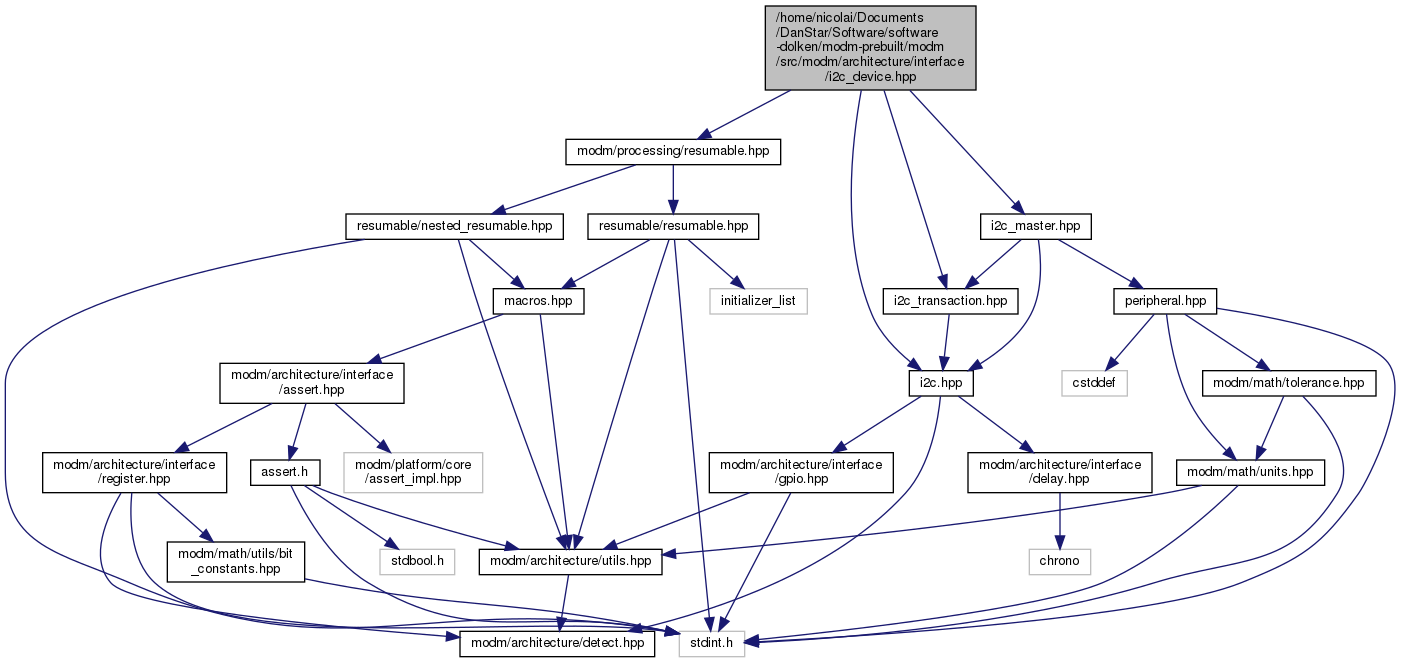 /home/nicolai/Documents
/DanStar/Software/software
-dolken/modm-prebuilt/modm
/src/modm/architecture/interface
/i2c_device.hpp
modm/processing/resumable.hpp
resumable/nested_resumable.hpp
resumable/resumable.hpp
i2c_master.hpp
macros.hpp
initializer_list
i2c_transaction.hpp
peripheral.hpp
modm/architecture/interface
/assert.hpp
i2c.hpp
cstddef
modm/math/tolerance.hpp
modm/architecture/interface
/register.hpp
assert.h
modm/platform/core
/assert_impl.hpp
modm/architecture/interface
/gpio.hpp
modm/architecture/interface
/delay.hpp
modm/math/units.hpp
modm/math/utils/bit
_constants.hpp
stdbool.h
modm/architecture/utils.hpp
chrono
modm/architecture/detect.hpp
stdint.h